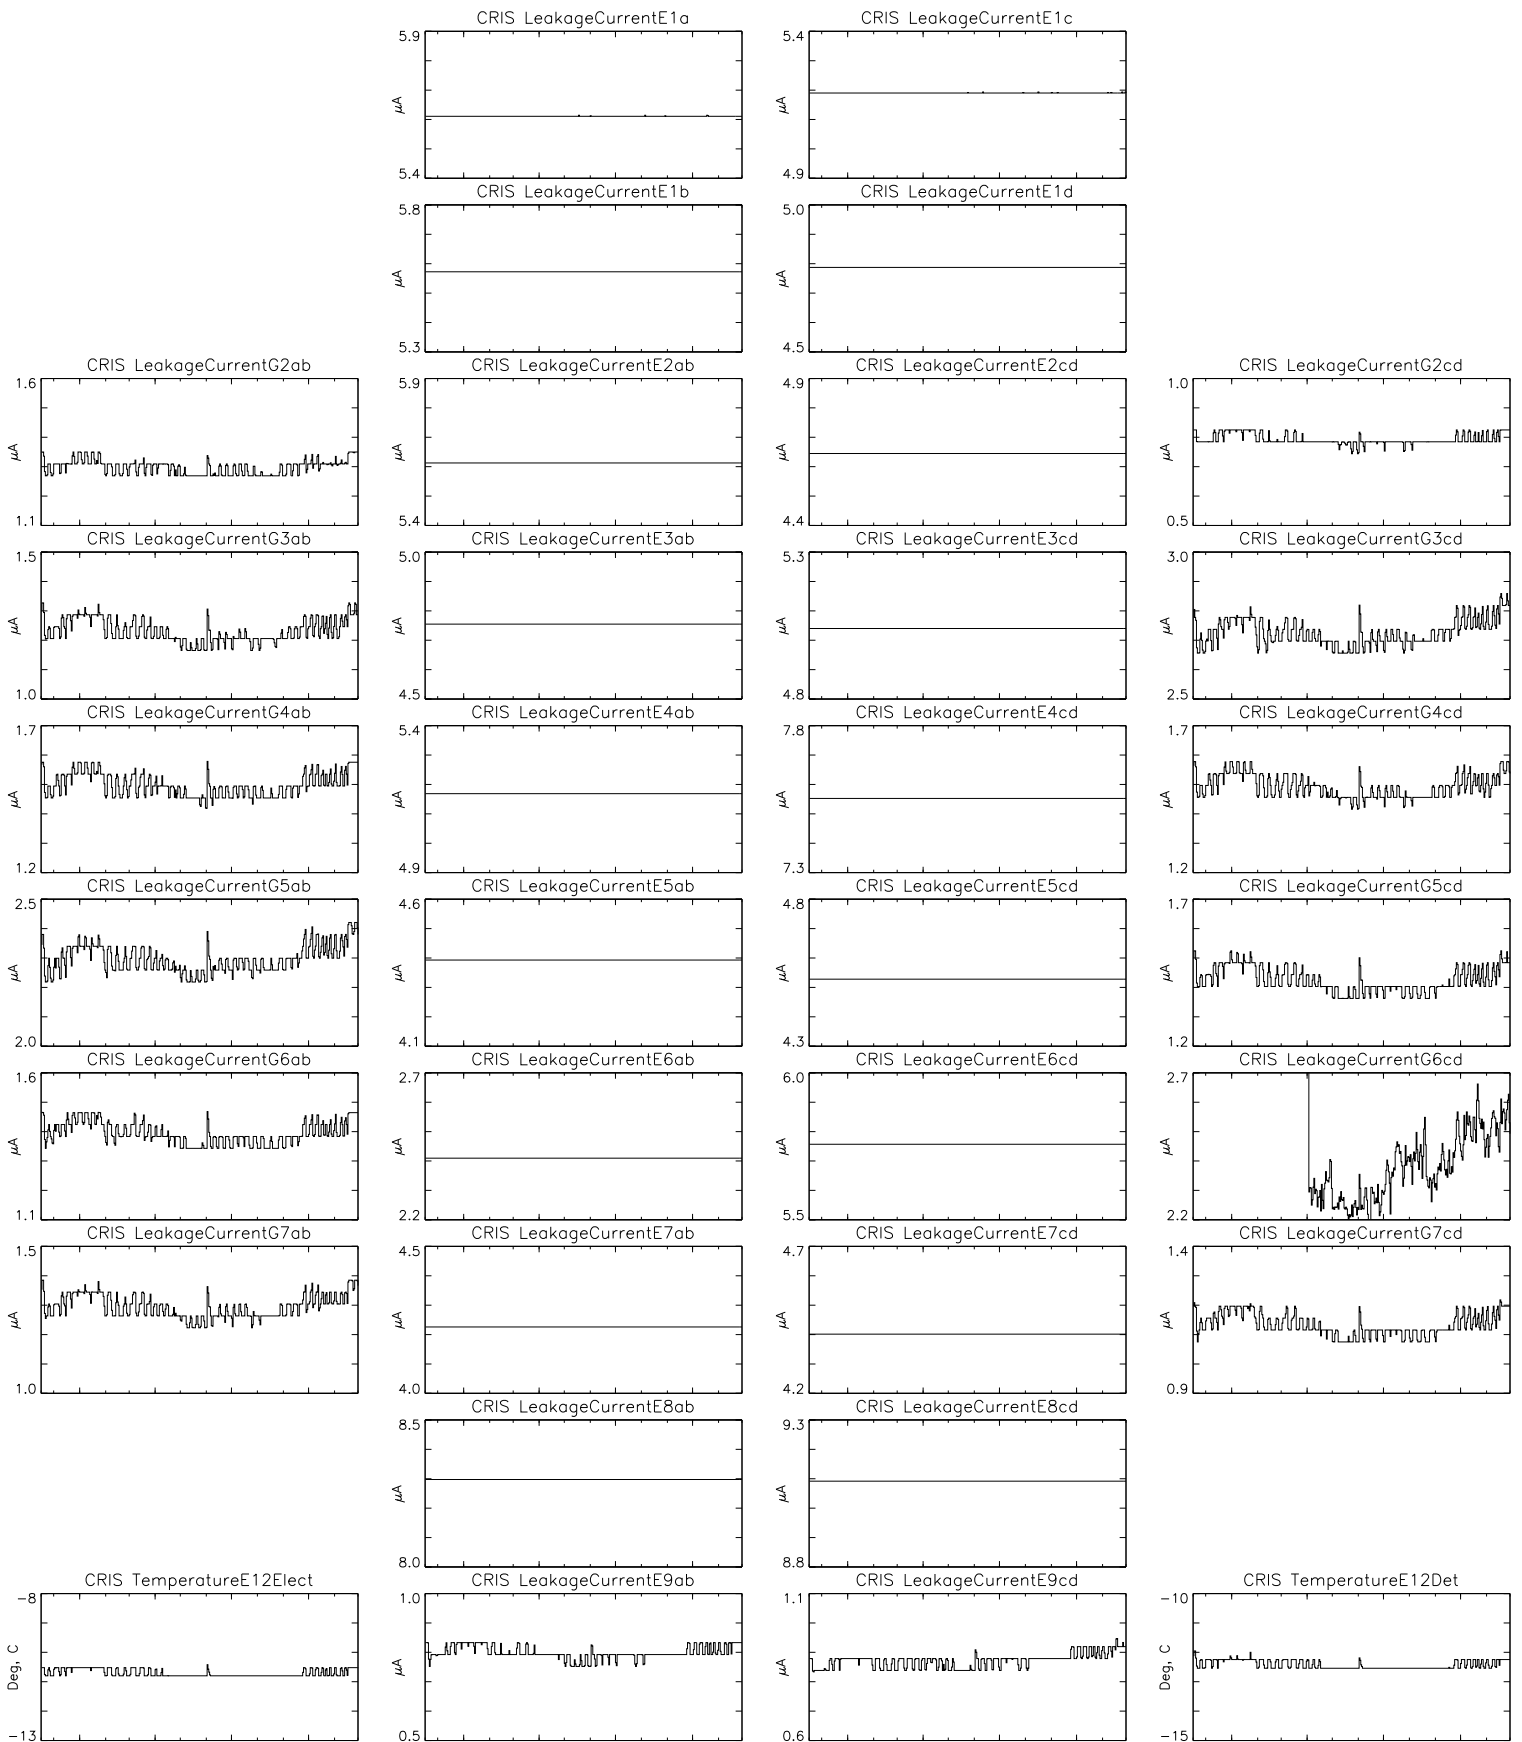 CRIS LeakageCurrentE1a
5.9
μA
5.4
CRIS LeakageCurrentE1c
5.4
μA
4.9
CRIS LeakageCurrentE1b
5.8
μA
5.3
CRIS LeakageCurrentE1d
5.0
μA
4.5
CRIS LeakageCurrentG2ab
1.6
μA
1.1
CRIS LeakageCurrentE2ab
5.9
μA
5.4
CRIS LeakageCurrentE2cd
4.9
μA
4.4
CRIS LeakageCurrentG2cd
1.0
μA
0.5
CRIS LeakageCurrentG3ab
1.5
μA
1.0
CRIS LeakageCurrentE3ab
5.0
μA
4.5
CRIS LeakageCurrentE3cd
5.3
μA
4.8
CRIS LeakageCurrentG3cd
3.0
μA
2.5
CRIS LeakageCurrentG4ab
1.7
μA
1.2
CRIS LeakageCurrentE4ab
5.4
μA
4.9
CRIS LeakageCurrentE4cd
7.8
μA
7.3
CRIS LeakageCurrentG4cd
1.7
μA
1.2
CRIS LeakageCurrentG5ab
2.5
μA
2.0
CRIS LeakageCurrentE5ab
4.6
μA
4.1
CRIS LeakageCurrentE5cd
4.8
μA
4.3
CRIS LeakageCurrentG5cd
1.7
μA
1.2
CRIS LeakageCurrentG6ab
1.6
μA
1.1
CRIS LeakageCurrentE6ab
2.7
μA
2.2
CRIS LeakageCurrentE6cd
6.0
μA
5.5
CRIS LeakageCurrentG6cd
2.7
μA
2.2
CRIS LeakageCurrentG7ab
1.5
μA
1.0
CRIS LeakageCurrentE7ab
4.5
μA
4.0
CRIS LeakageCurrentE7cd
4.7
μA
4.2
CRIS LeakageCurrentG7cd
1.4
μA
0.9
CRIS LeakageCurrentE8ab
8.5
μA
8.0
CRIS LeakageCurrentE8cd
9.3
μA
8.8
CRIS TemperatureE12Elect
-8
Deg, C
-13
CRIS LeakageCurrentE9ab
1.0
μA
0.5
CRIS LeakageCurrentE9cd
1.1
μA
0.6
CRIS TemperatureE12Det
-10
Deg, C
-15